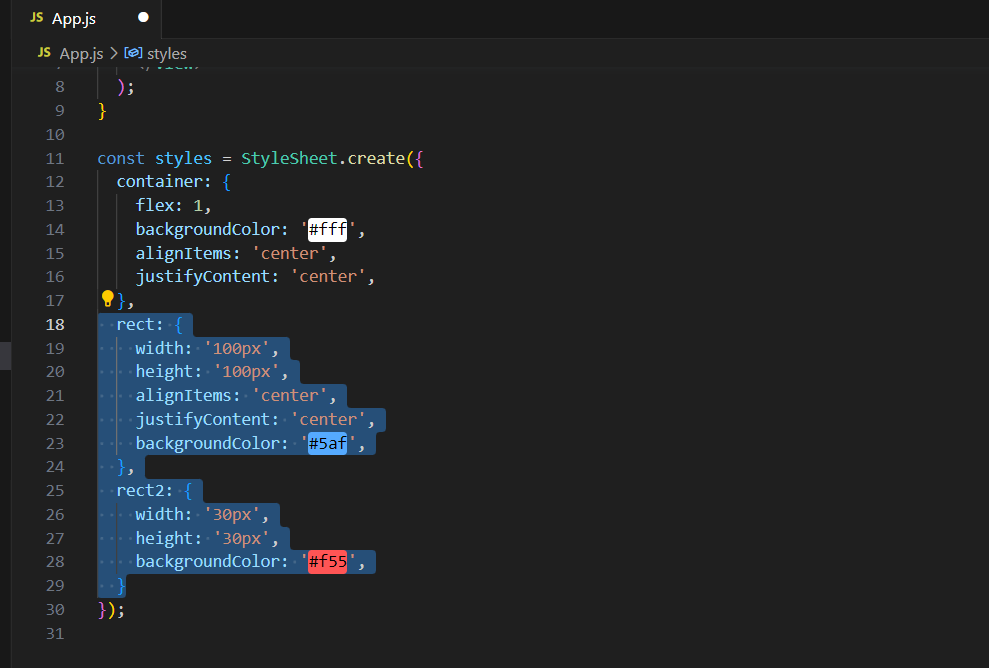 JS App.js
JS App.js > styles
8 );
9 }
10
11 const styles = StyleSheet.create({
12 container: {
13 flex: 1,
14 backgroundColor: '#fff',
15 alignItems: 'center',
16 justifyContent: 'center',
17 },
18 rect: {
19 width: '100px',
20 height: '100px',
21 alignItems: 'center',
22 justifyContent: 'center',
23 backgroundColor: '#5af',
24 },
25 rect2: {
26 width: '30px',
27 height: '30px',
28 backgroundColor: '#f55',
29 }
30 });
31